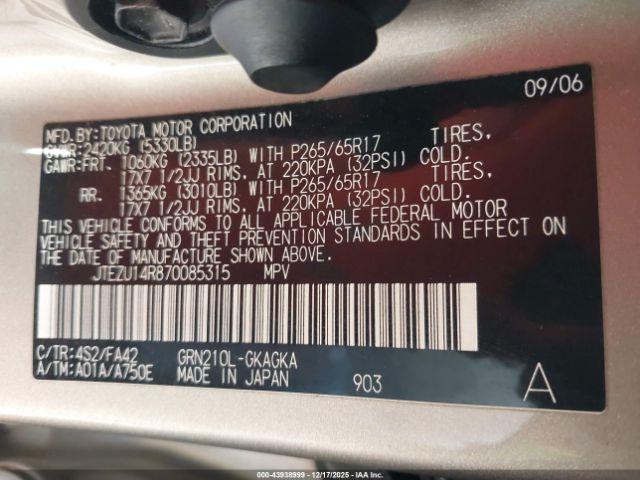 09/06
MFD. BY: TOYOTA MOTOR CORPORATION
GVWR: 2420KG (5330LB)
GAWR: FRT. 1060KG (2335LB) WITH P265/65R17 TIRES,
17X7 1/2JJ RIMS, AT 220KPA (32PSI) COLD.
RR. 1365KG (3010LB) WITH P265/65R17 TIRES,
17X7 1/2JJ RIMS, AT 220KPA (32PSI) COLD.
THIS VEHICLE CONFORMS TO ALL APPLICABLE FEDERAL MOTOR
VEHICLE SAFETY AND THEFT PREVENTION STANDARDS IN EFFECT ON
THE DATE OF MANUFACTURE SHOWN ABOVE.
JTEZU14R870085315 MPV
C/TR: 4S2/FA42 GRN210L-GKAGKA
A/TM: A01A/A750E MADE IN JAPAN 903 A
000-43938999 | 12/17/2025 | IAA, Inc.